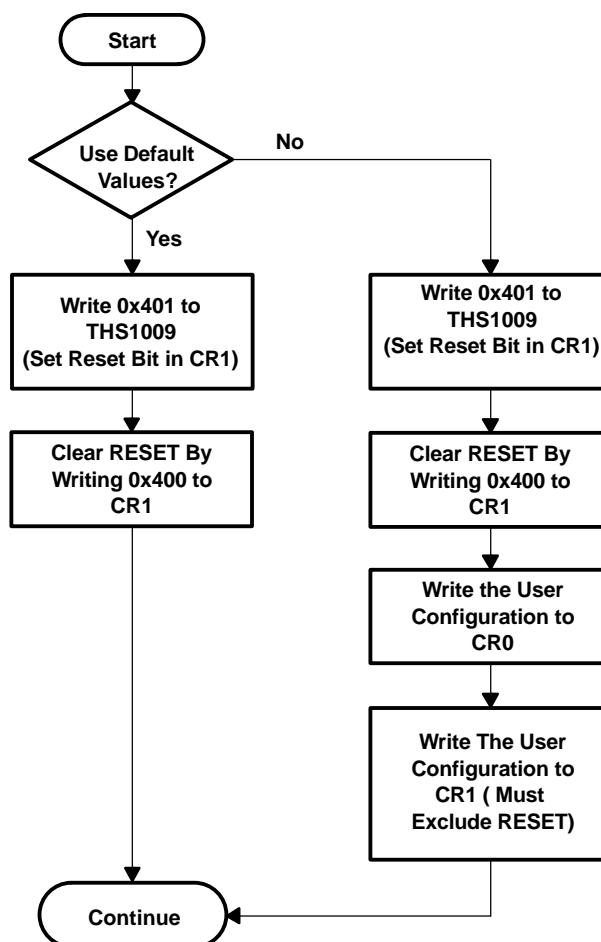 Start
Use Default
Values?
No
Yes
Write 0x401 to
THS1009
(Set Reset Bit in CR1)
Clear RESET By
Writing 0x400 to
CR1
Write 0x401 to
THS1009
(Set Reset Bit in CR1)
Clear RESET By
Writing 0x400 to
CR1
Write the User
Configuration to
CR0
Write The User
Configuration to
CR1 ( Must
Exclude RESET)
Continue